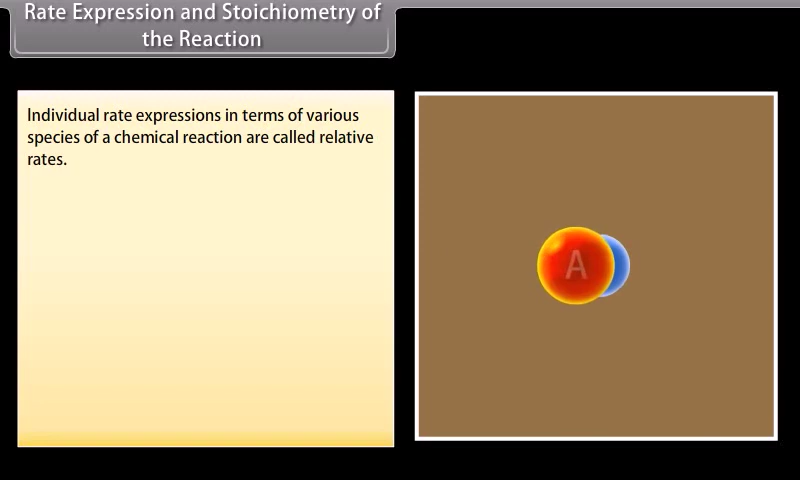 Rate Expression and Stoichiometry of
the Reaction
Individual rate expressions in terms of various
species of a chemical reaction are called relative
rates.
A